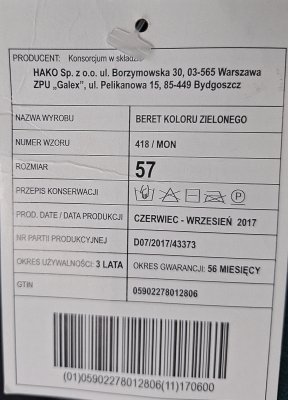 PRODUCENT: Konsorcjum w składzie
HAKO Sp. z o.o. ul. Borzymowska 30, 03-565 Warszawa
ZPU „Galex”, ul. Pelikanowa 15, 85-449 Bydgoszcz
NAZWA WYROBU BERET KOLORU ZIELONEGO
NUMER WZORU 418 / MON
ROZMIAR 57
PRZEPIS KONSERWACJI P
PROD. DATE / DATA PRODUKCJI CZERWIEC - WRZESIEŃ 2017
NR PARTII PRODUKCYJNEJ D07/2017/43373
OKRES UŻYWALNOŚCI: 3 LATA OKRES GWARANCJI: 56 MIESIĘCY
GTIN 05902278012806
(01)05902278012806(11)170600